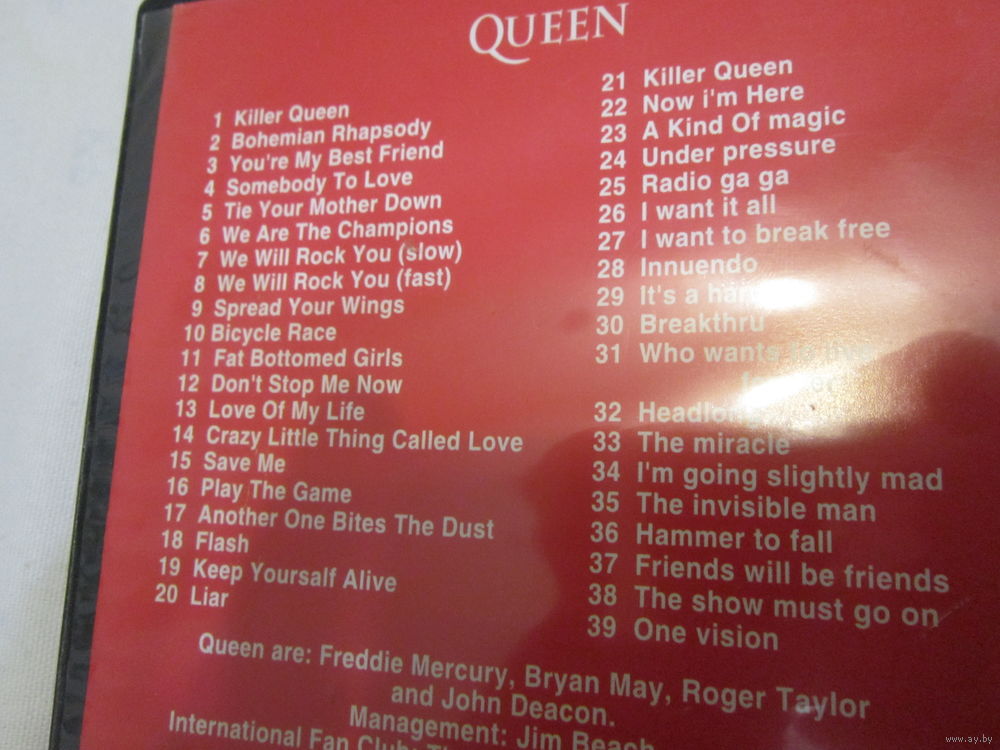 QUEEN
1 Killer Queen
2 Bohemian Rhapsody
3 You're My Best Friend
4 Somebody To Love
5 Tie Your Mother Down
6 We Are The Champions
7 We Will Rock You (slow)
8 We Will Rock You (fast)
9 Spread Your Wings
10 Bicycle Race
11 Fat Bottomed Girls
12 Don't Stop Me Now
13 Love Of My Life
14 Crazy Little Thing Called Love
15 Save Me
16 Play The Game
17 Another One Bites The Dust
18 Flash
19 Keep Yoursalf Alive
20 Liar
21 Killer Queen
22 Now i'm Here
23 A Kind Of magic
24 Under pressure
25 Radio ga ga
26 I want it all
27 I want to break free
28 Innuendo
29 It's a
30 Breakthru
31 Who wants to live
forever
32 Headlong
33 The miracle
34 I'm going slightly mad
35 The invisible man
36 Hammer to fall
37 Friends will be friends
38 The show must go on
39 One vision
Queen are: Freddie Mercury, Bryan May, Roger Taylor
and John Deacon.
Management: Jim Beach
International Fan Club:
www.ay.by